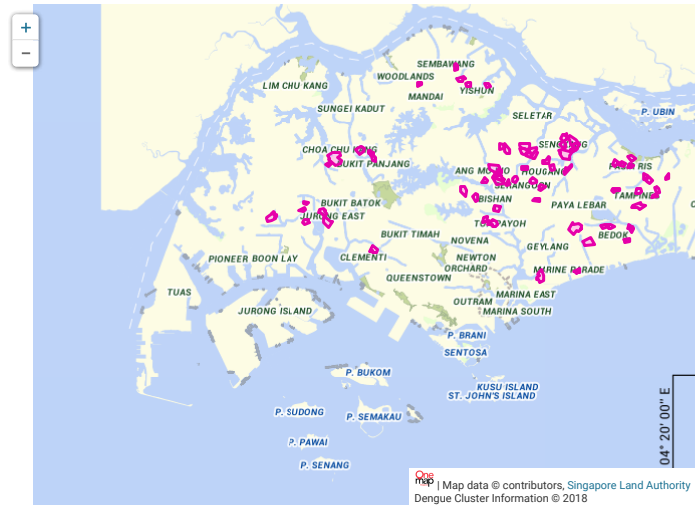 +
−
SEMBAWANG
WOODLANDS
LIM CHU KANG
YISHUN
MANDAI
SUNGEI KADUT
P. UBIN
SELETAR
SENGKANG
CHOA CHU KANG
BUKIT PANJANG
PASIR RIS
ANG MO KIO
HOUGANG
SERANGOON
TAMPINES
BISHAN
BUKIT BATOK
PAYA LEBAR
JURONG EAST
TOA PAYOH
BUKIT TIMAH
BEDOK
NOVENA
GEYLANG
PIONEER
BOON LAY
CLEMENTI
NEWTON
ORCHARD
MARINE PARADE
QUEENSTOWN
TUAS
MARINA EAST
OUTRAM
JURONG ISLAND
MARINA SOUTH
P. BRANI
SENTOSA
P. BUKOM
KUSU ISLAND
ST. JOHN'S ISLAND
P. SUDONG
P. SEMAKAU
P. PAWAI
P. SENANG
04° 20' 00" E
One
map | Map data © contributors, Singapore Land Authority
Dengue Cluster Information © 2018